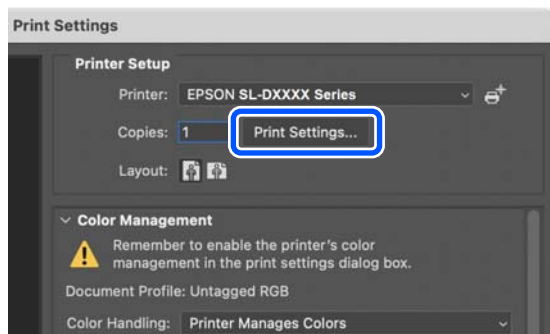 Print Settings
Printer Setup
Printer: EPSON SL-DXXXX Series
Copies: 1 Print Settings...
Layout:
Color Management
Remember to enable the printer's color
management in the print settings dialog box.
Document Profile: Untagged RGB
Color Handling: Printer Manages Colors